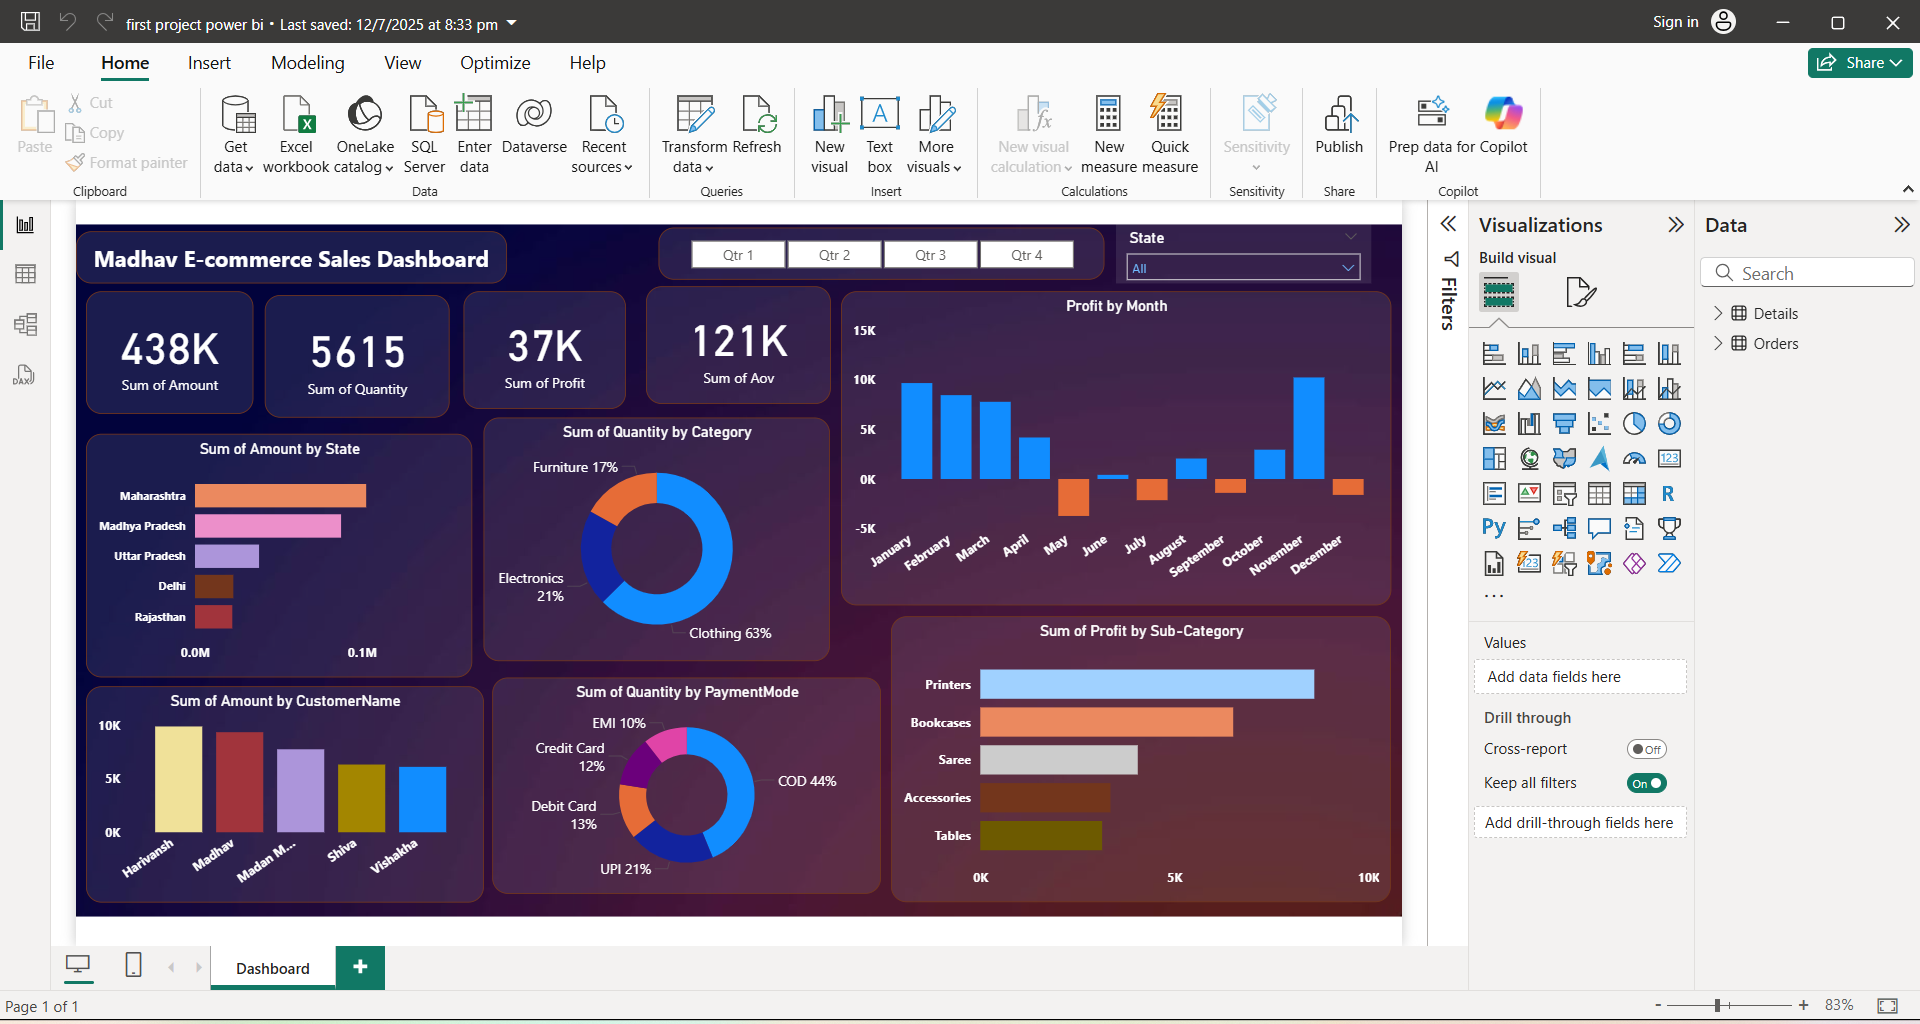 first project power bi • Last saved: 12/7/2025 at 8:33 pm
Sign in
File
Home
Insert
Modeling
View
Optimize
Help
Share
Paste
Cut
Copy
Format painter
Clipboard
Get
data
Excel
workbook
OneLake
catalog
SQL
Server
Enter
data
Dataverse
Recent
sources
Data
Transform
data
Refresh
Queries
New
visual
Text
box
More
visuals
Insert
New visual
calculation
New
measure
Quick
measure
Calculations
Sensitivity
Sensitivity
Publish
Share
Prep data for
AI
Copilot
Copilot
Madhav E-commerce Sales Dashboard
Qtr 1
Qtr 2
Qtr 3
Qtr 4
State
All
438K
Sum of Amount
5615
Sum of Quantity
37K
Sum of Profit
121K
Sum of Aov
Profit by Month
15K
10K
5K
0K
-5K
January
February
March
April
May
June
July
August
September
October
November
December
Sum of Amount by State
Maharashtra
Madhya Pradesh
Uttar Pradesh
Delhi
Rajasthan
0.0M
0.1M
Sum of Quantity by Category
Furniture 17%
Electronics
21%
Clothing 63%
Sum of Amount by CustomerName
10K
5K
0K
Harivansh
Madhav
Madan M...
Shiva
Vishakha
Sum of Quantity by PaymentMode
EMI 10%
Credit Card
12%
Debit Card
13%
UPI 21%
COD 44%
Sum of Profit by Sub-Category
Printers
Bookcases
Saree
Accessories
Tables
0K
5K
10K
Filters
Visualizations
Build visual
123
R
Py
123
...
Values
Add data fields here
Drill through
Cross-report
Off
Keep all filters
On
Add drill-through fields here
Data
Search
Details
Orders
DAX
Dashboard
Page 1 of 1
- + 83%